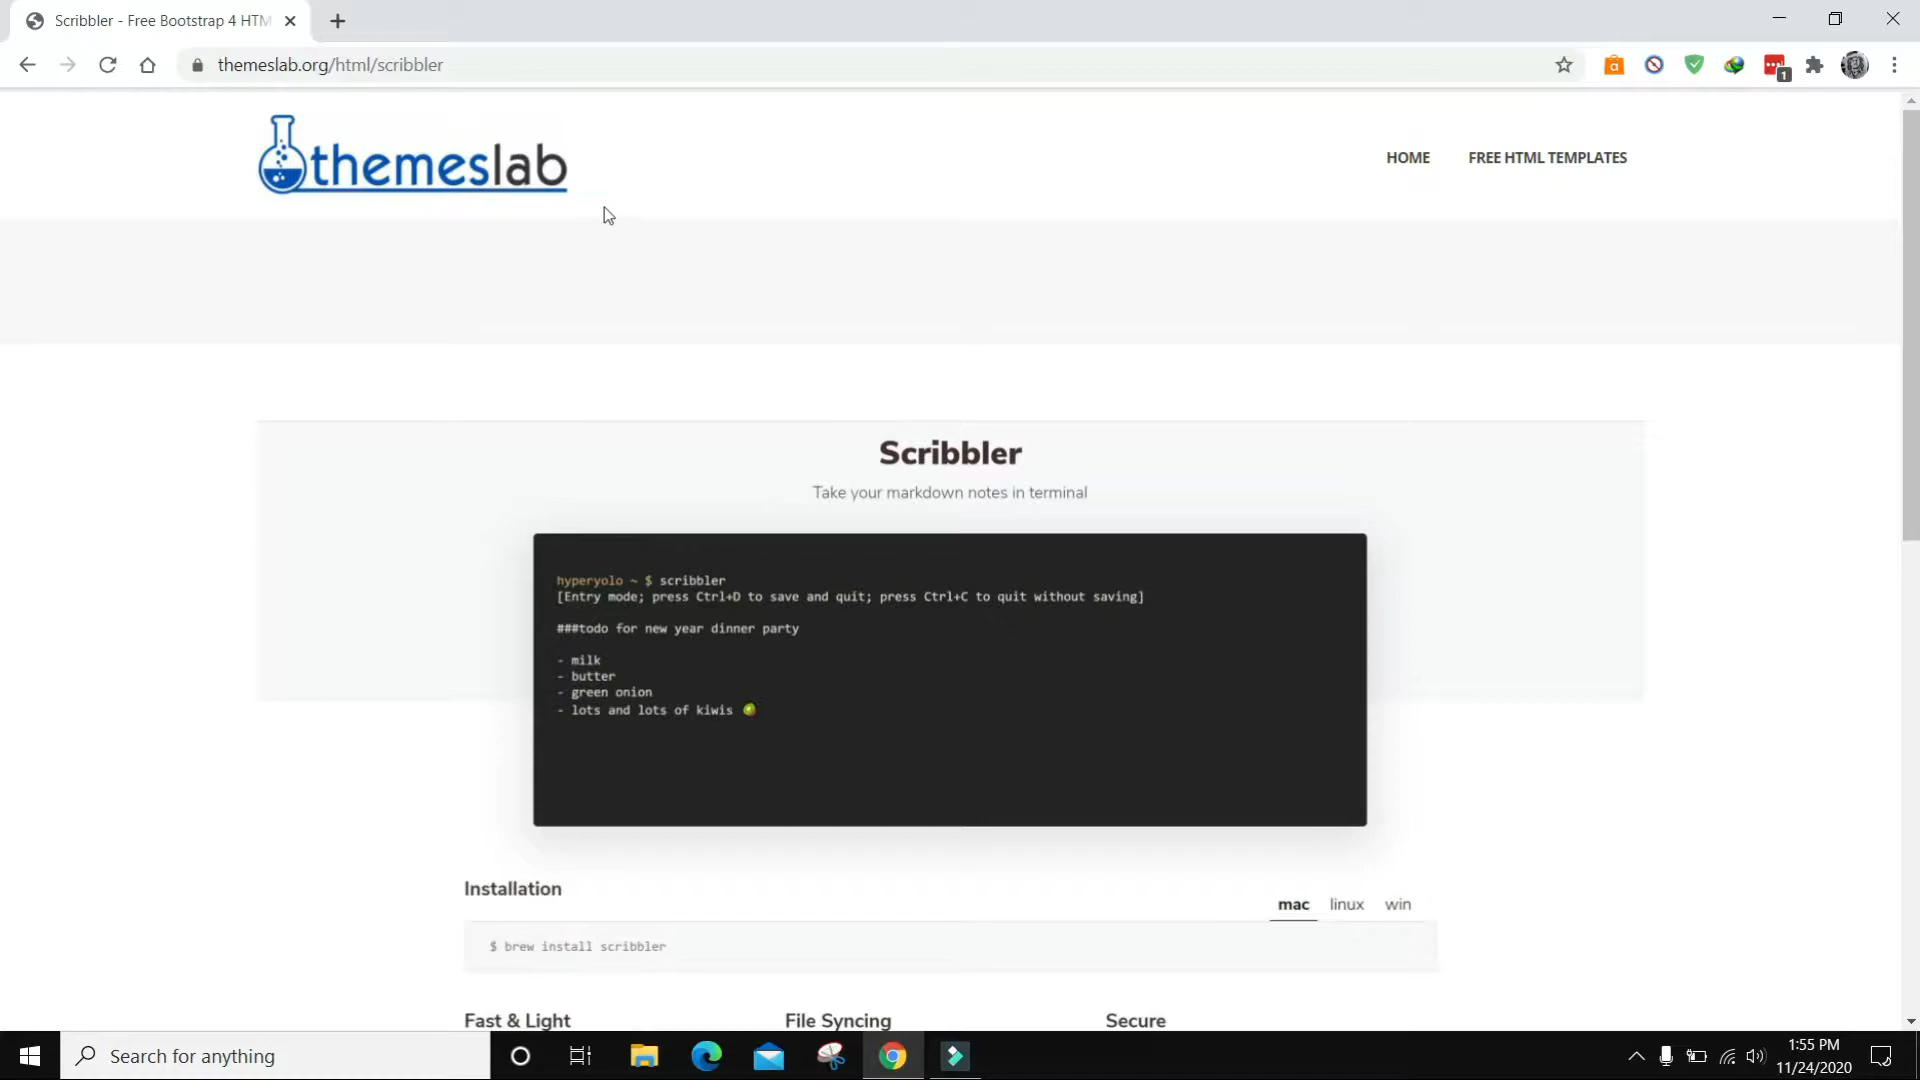 Scribbler - Free Bootstrap 4 HTM
themeslab.org/html/scribbler
1
themeslab
HOME
FREE HTML TEMPLATES
Scribbler
Take your markdown notes in terminal
hyperyolo ~ $ scribbler
[Entry mode; press Ctrl+D to save and quit; press Ctrl+C to quit without saving]
###todo for new year dinner party
- milk
- butter
- green onion
- lots and lots of kiwis 🥝
Installation
mac linux win
$ brew install scribbler
Fast & Light
File Syncing
Secure
Search for anything
1:55 PM
11/24/2020